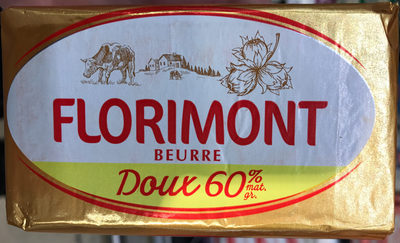 FLORIMONT
BEURRE
Doux 60% mat. gr.